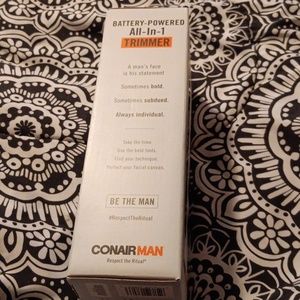 BATTERY-POWERED
All-In-1
TRIMMER
A man's face
is his statement
Sometimes bold.
Sometimes subdued.
Always individual.
Take the time.
Use the best tools.
Find your technique.
Perfect your facial canvas.
BE THE MAN
#RespectTheRitual
CONAIRMAN
Respect the Ritual®